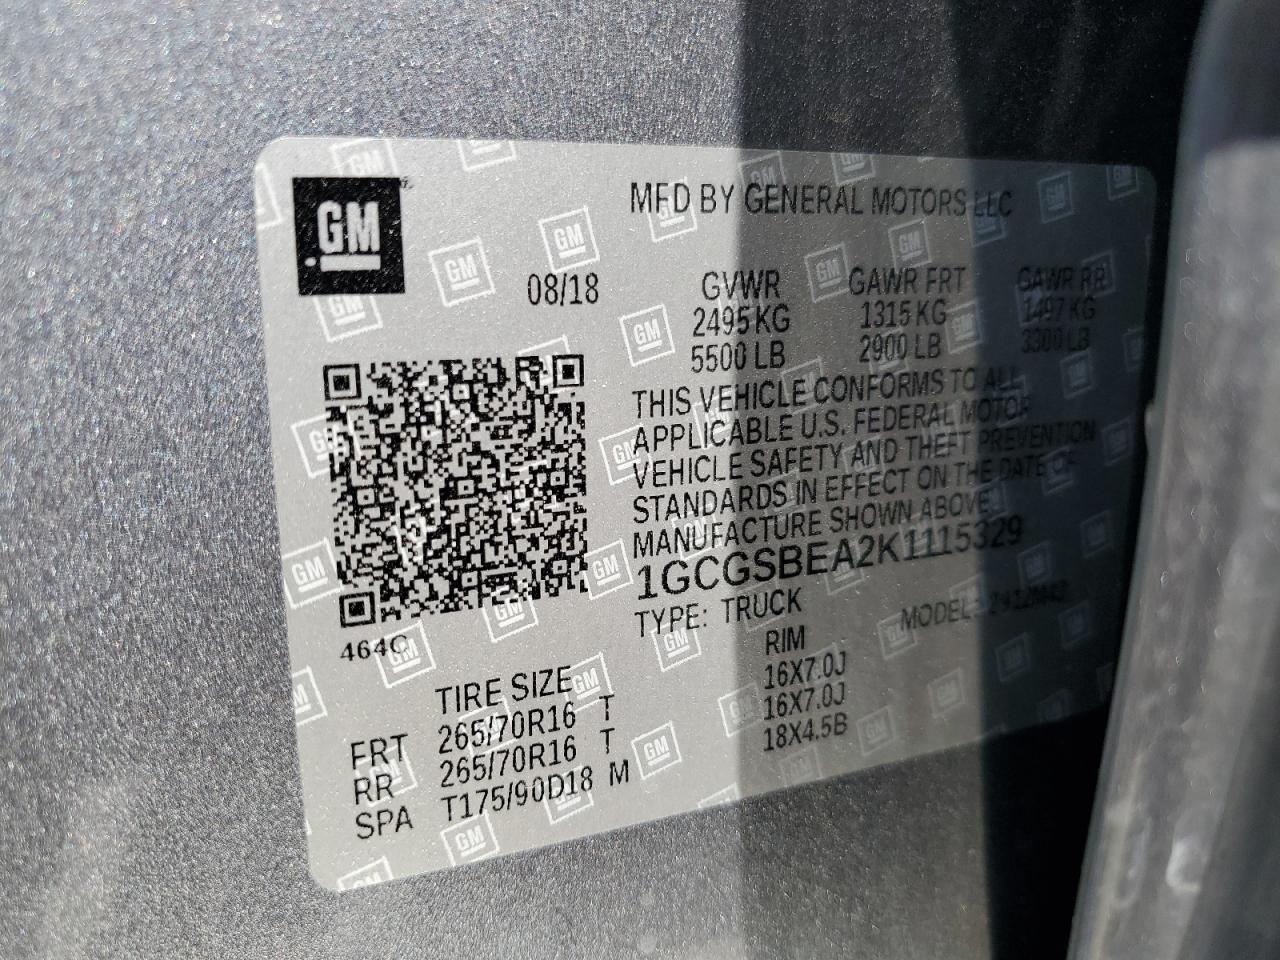 GM
MFD BY GENERAL MOTORS LLC
08/18
GVWR GAWR FRT GAWR RR
2495 KG 1315 KG 1497 KG
5500 LB 2900 LB 3300 LB
THIS VEHICLE CONFORMS TO ALL
APPLICABLE U.S. FEDERAL MOTOR
VEHICLE SAFETY AND THEFT PREVENTION
STANDARDS IN EFFECT ON THE DATE OF
MANUFACTURE SHOWN ABOVE.
1GCGSBEA2K1115329
TYPE: TRUCK MODEL:
464C
TIRE SIZE RIM
FRT 265/70R16 T 16X7.0J
RR 265/70R16 T 16X7.0J
SPA T175/90D18 M 18X4.5B